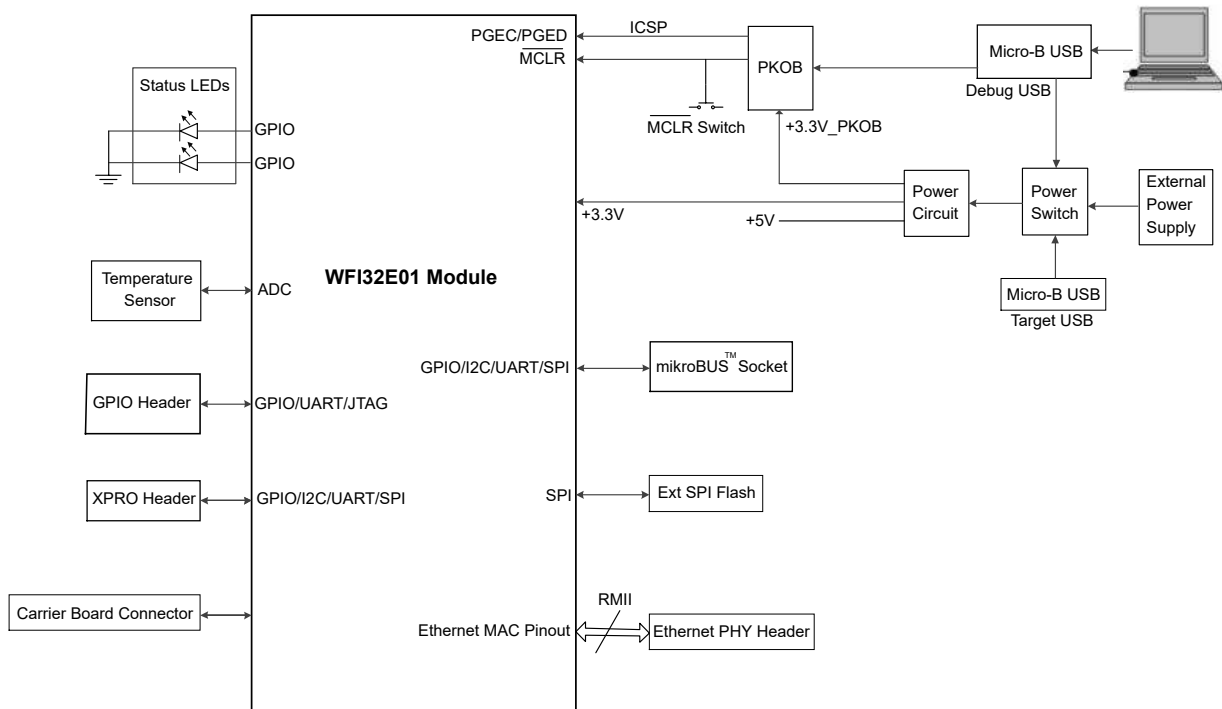 PGEC/PGED
ICSP
MCLR
PKOB
Micro-B USB
Debug USB
Status LEDs
GPIO
GPIO
MCLR Switch
+3.3V_PKOB
+3.3V
+5V
Power
Circuit
Power
Switch
External
Power
Supply
Micro-B USB
Target USB
WFI32E01 Module
Temperature
Sensor
ADC
GPIO/I2C/UART/SPI
mikroBUS™ Socket
GPIO Header
GPIO/UART/JTAG
XPRO Header
GPIO/I2C/UART/SPI
SPI
Ext SPI Flash
Carrier Board Connector
RMII
Ethernet MAC Pinout
Ethernet PHY Header